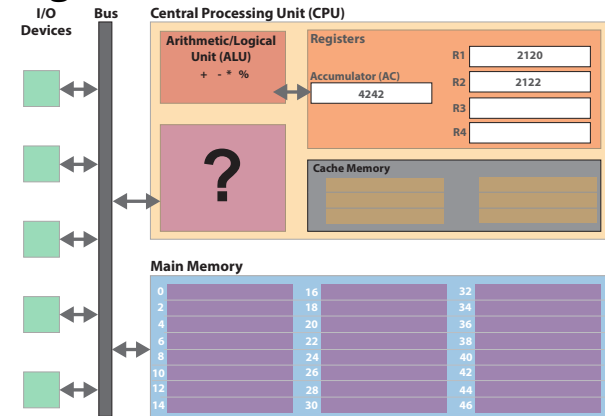 I/O
Devices
Bus
Central Processing Unit (CPU)
Arithmetic/Logical
Unit (ALU)
+ - * %
Registers
Accumulator (AC)
4242
R1 2120
R2 2122
R3
R4
?
Cache Memory
Main Memory
0 16 32
2 18 34
4 20 36
6 22 38
8 24 40
10 26 42
12 28 44
14 30 46